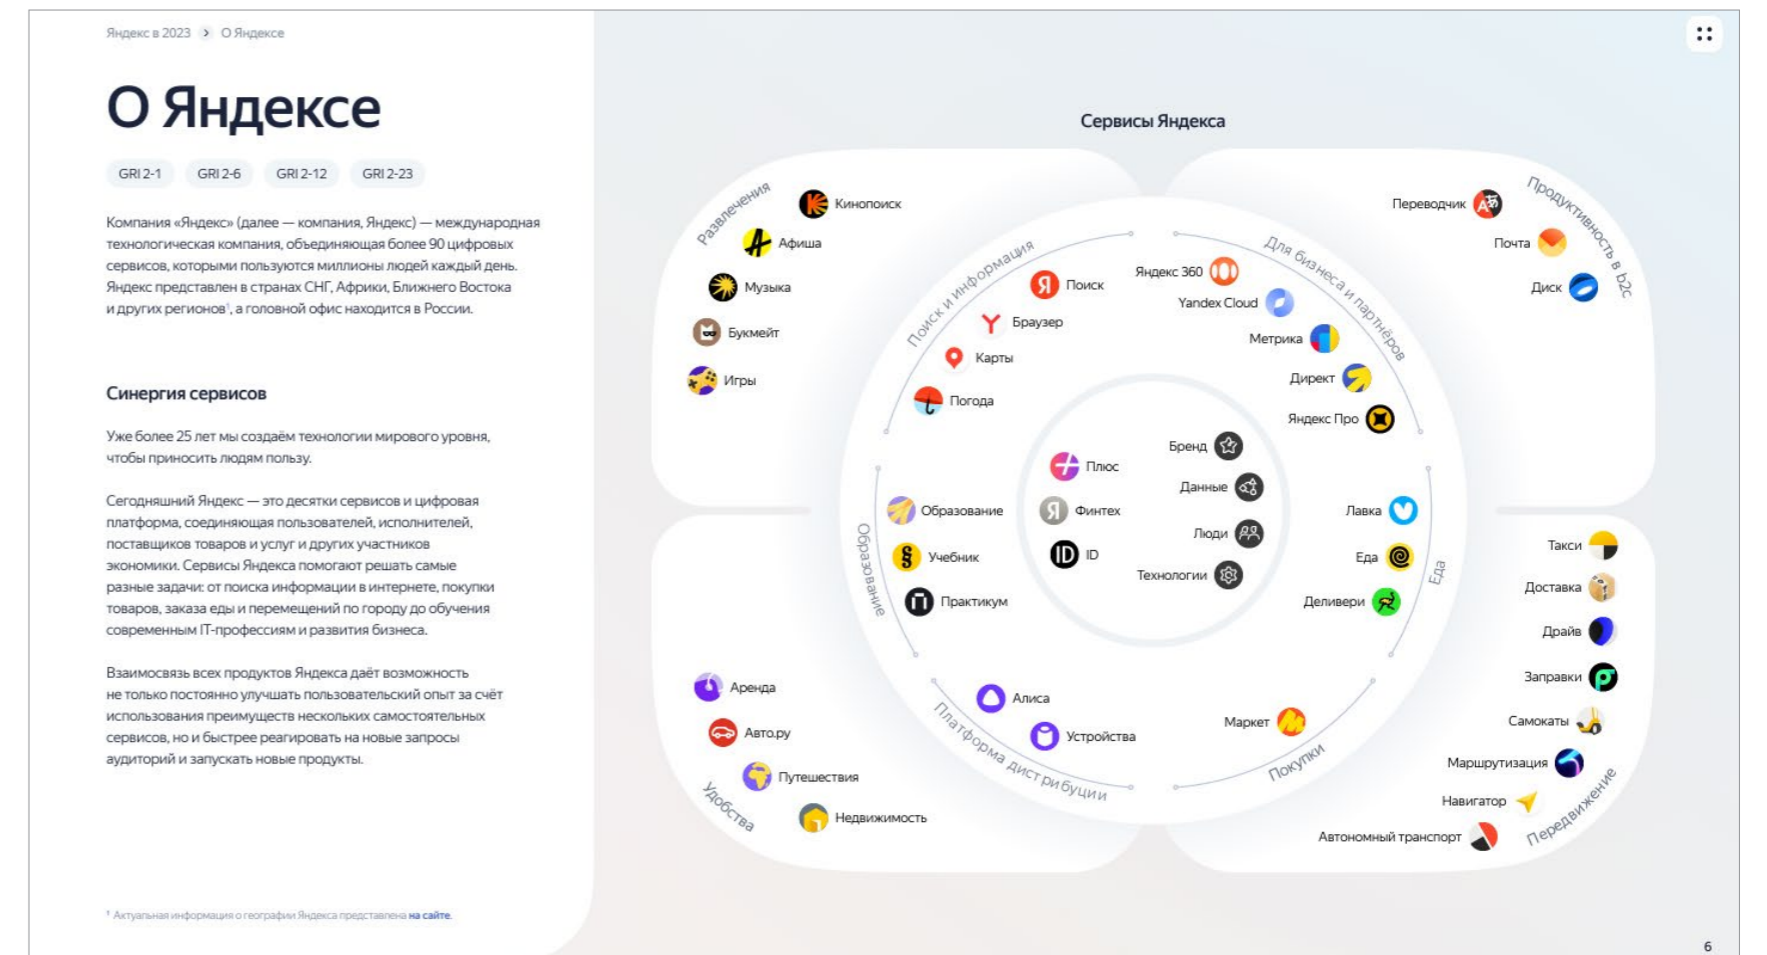 Яндекс в 2023 > О Яндексе
О Яндексе
GRI 2-1 GRI 2-6 GRI 2-12 GRI 2-23
Компания «Яндекс» (далее — компания, Яндекс) — международная
технологическая компания, объединяющая более 90 цифровых
сервисов, которыми пользуются миллионы людей каждый день.
Яндекс представлен в странах СНГ, Африки, Ближнего Востока
и других регионов¹, а головной офис находится в России.
Синергия сервисов
Уже более 25 лет мы создаём технологии мирового уровня,
чтобы приносить людям пользу.
Сегодняшний Яндекс — это десятки сервисов и цифровая
платформа, соединяющая пользователей, исполнителей,
поставщиков товаров и услуг и других участников
экономики. Сервисы Яндекса помогают решать самые
разные задачи: от поиска информации в интернете, покупки
товаров, заказа еды и перемещений по городу до обучения
современным IT-профессиям и развития бизнеса.
Взаимосвязь всех продуктов Яндекса даёт возможность
не только постоянно улучшать пользовательский опыт за счёт
использования преимуществ нескольких самостоятельных
сервисов, но и быстрее реагировать на новые запросы
аудиторий и запускать новые продукты.
¹ Актуальная информация о географии Яндекса представлена на сайте.
Сервисы Яндекса
Развлечения
Кинопоиск
Афиша
Музыка
Букмейт
Игры
Поиск и информация
Поиск
Браузер
Карты
Погода
Для бизнеса и партнёров
Яндекс 360
Yandex Cloud
Метрика
Директ
Яндекс Про
Продуктивность в b2c
Переводчик
Почта
Диск
Плюс
Финтех
ID ID
Бренд
Данные
Люди
Технологии
Образование
Образование
Учебник
Практикум
Еда
Лавка
Еда
Деливери
Удобства
Аренда
Авто.ру
Путешествия
Недвижимость
Платформа дистрибуции
Алиса
Устройства
Покупки
Маркет
Передвижение
Такси
Доставка
Драйв
Заправки
Самокаты
Маршрутизация
Навигатор
Автономный транспорт
6